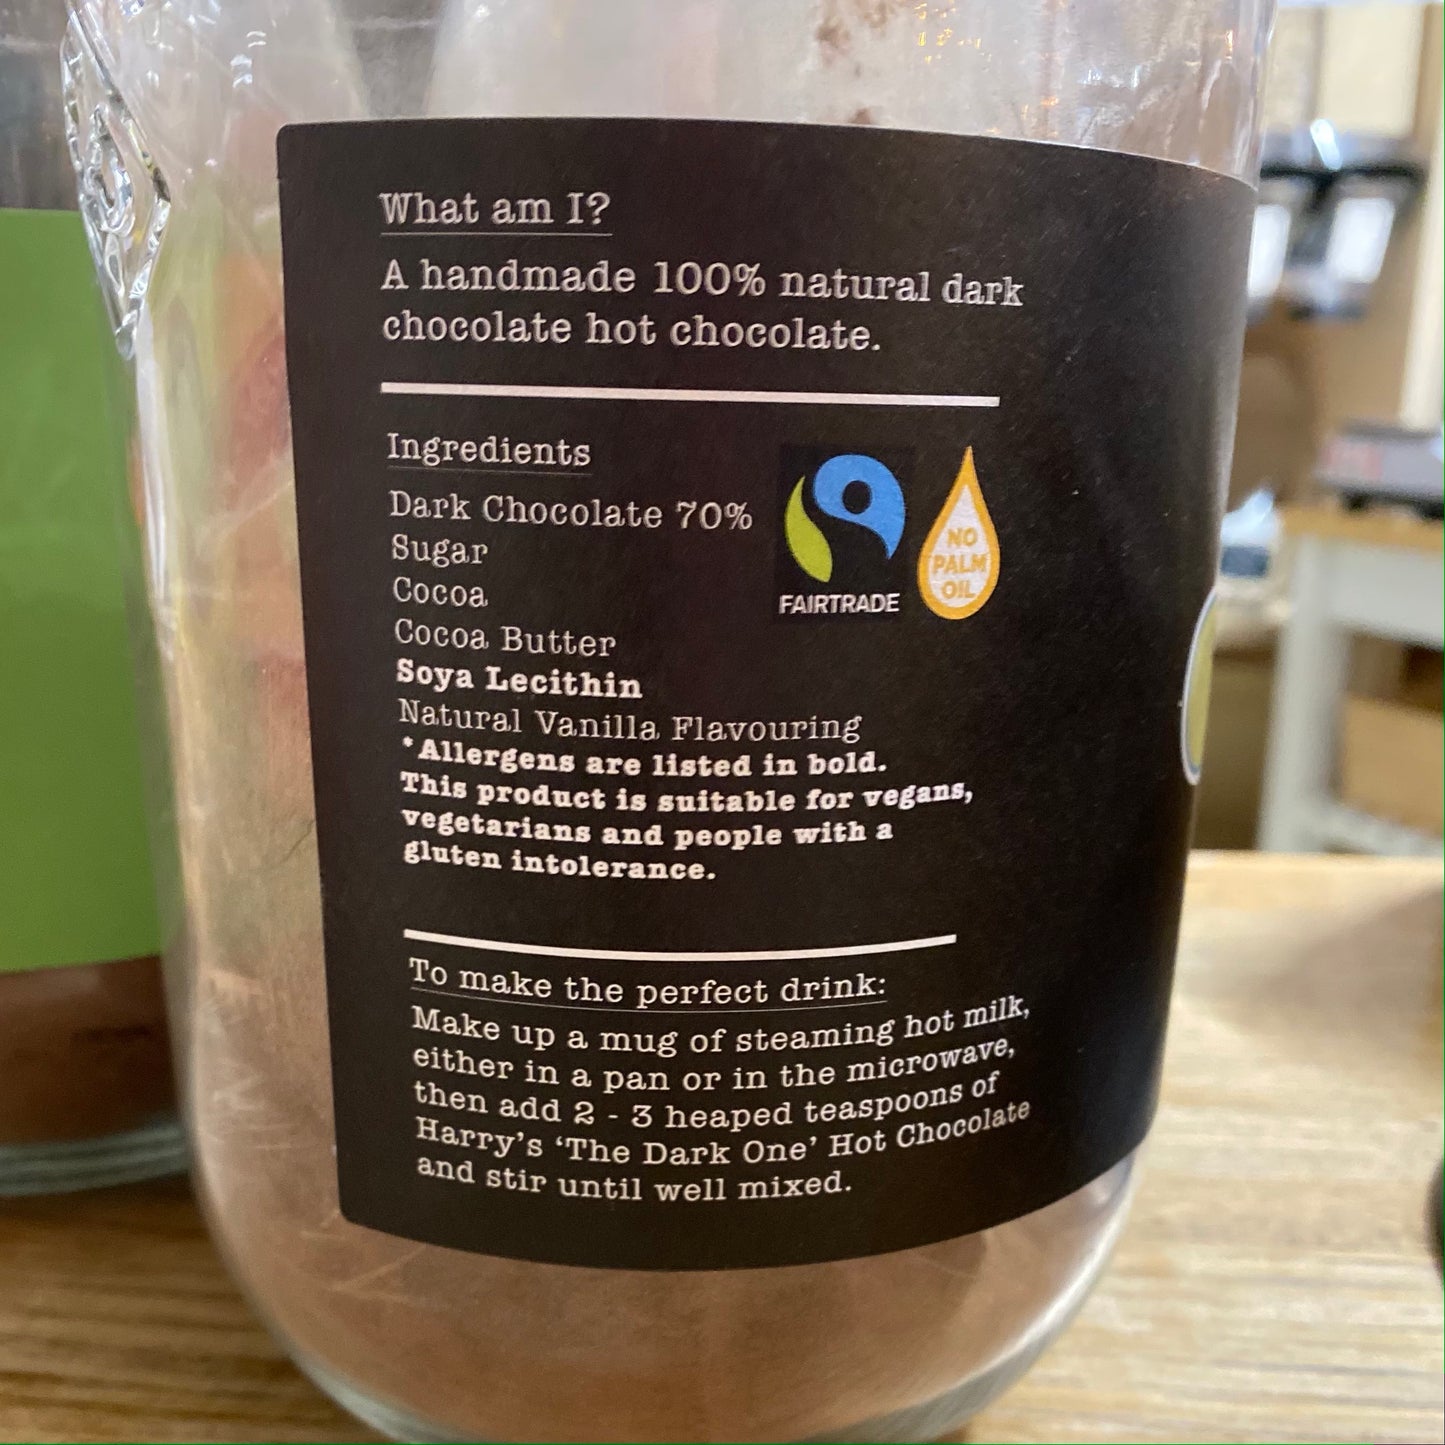 What am I?
A handmade 100% natural dark
chocolate hot chocolate.
Ingredients
Dark Chocolate 70%
Sugar
Cocoa
Cocoa Butter
Soya Lecithin
Natural Vanilla Flavouring
*Allergens are listed in bold.
This product is suitable for vegans,
vegetarians and people with a
gluten intolerance.
FAIRTRADE
NO
PALM
OIL
To make the perfect drink:
Make up a mug of steaming hot milk,
either in a pan or in the microwave,
then add 2 - 3 heaped teaspoons of
Harry's 'The Dark One' Hot Chocolate
and stir until well mixed.